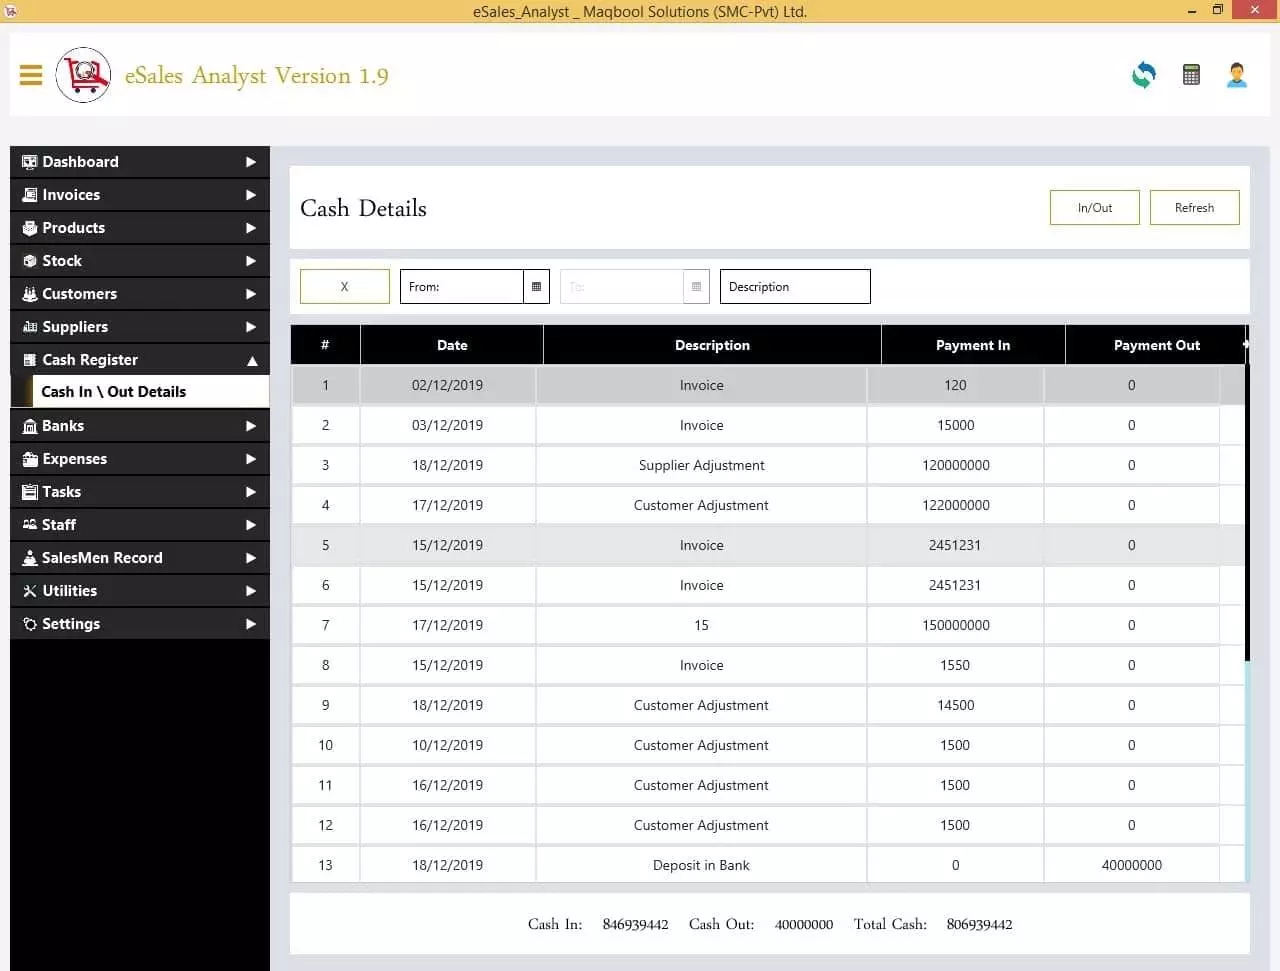 eSales_Analyst _ Maqbool Solutions (SMC-Pvt) Ltd.
eSales Analyst Version 1.9
Dashboard
Invoices
Products
Stock
Customers
Suppliers
Cash Register
Cash In \ Out Details
Banks
Expenses
Tasks
Staff
SalesMen Record
Utilities
Settings
Cash Details
In/Out
Refresh
X
From:
To:
Description
# Date Description Payment In Payment Out
1 02/12/2019 Invoice 120 0
2 03/12/2019 Invoice 15000 0
3 18/12/2019 Supplier Adjustment 120000000 0
4 17/12/2019 Customer Adjustment 122000000 0
5 15/12/2019 Invoice 2451231 0
6 15/12/2019 Invoice 2451231 0
7 17/12/2019 15 150000000 0
8 15/12/2019 Invoice 1550 0
9 18/12/2019 Customer Adjustment 14500 0
10 10/12/2019 Customer Adjustment 1500 0
11 16/12/2019 Customer Adjustment 1500 0
12 16/12/2019 Customer Adjustment 1500 0
13 18/12/2019 Deposit in Bank 0 40000000
Cash In: 846939442 Cash Out: 40000000 Total Cash: 806939442